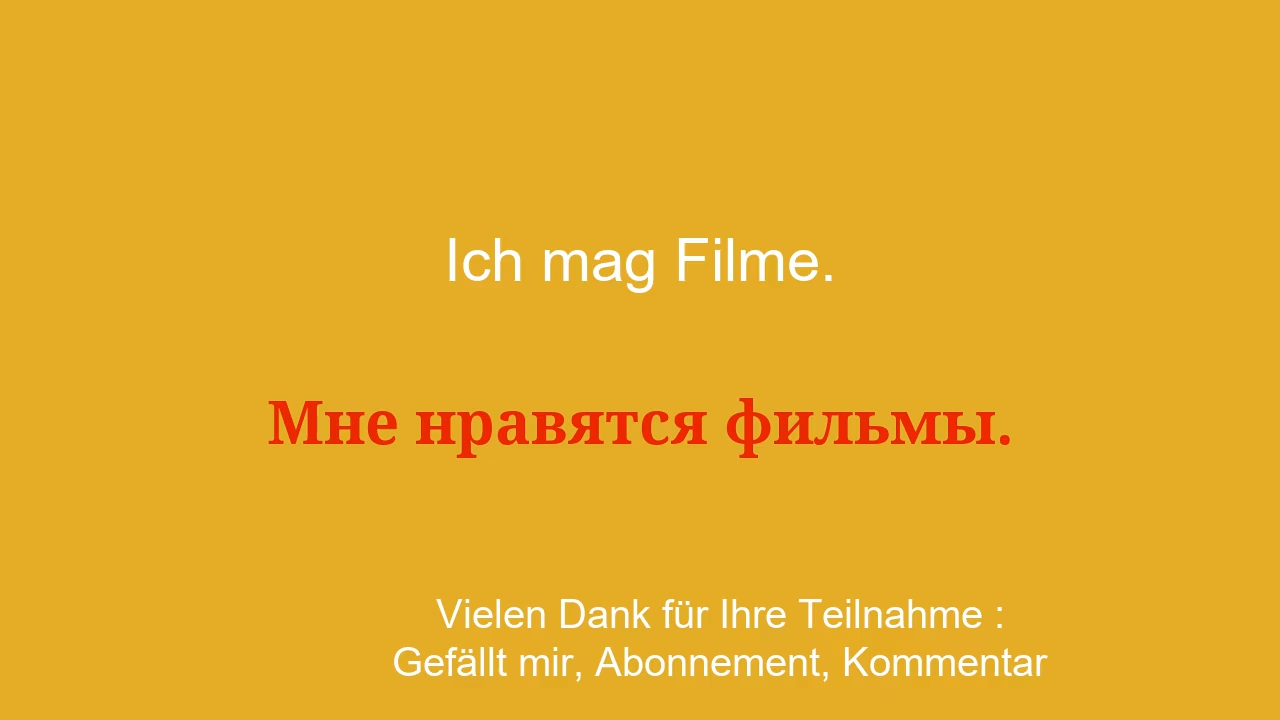 Ich mag Filme.
Мне нравятся фильмы.
Vielen Dank für Ihre Teilnahme :
Gefällt mir, Abonnement, Kommentar